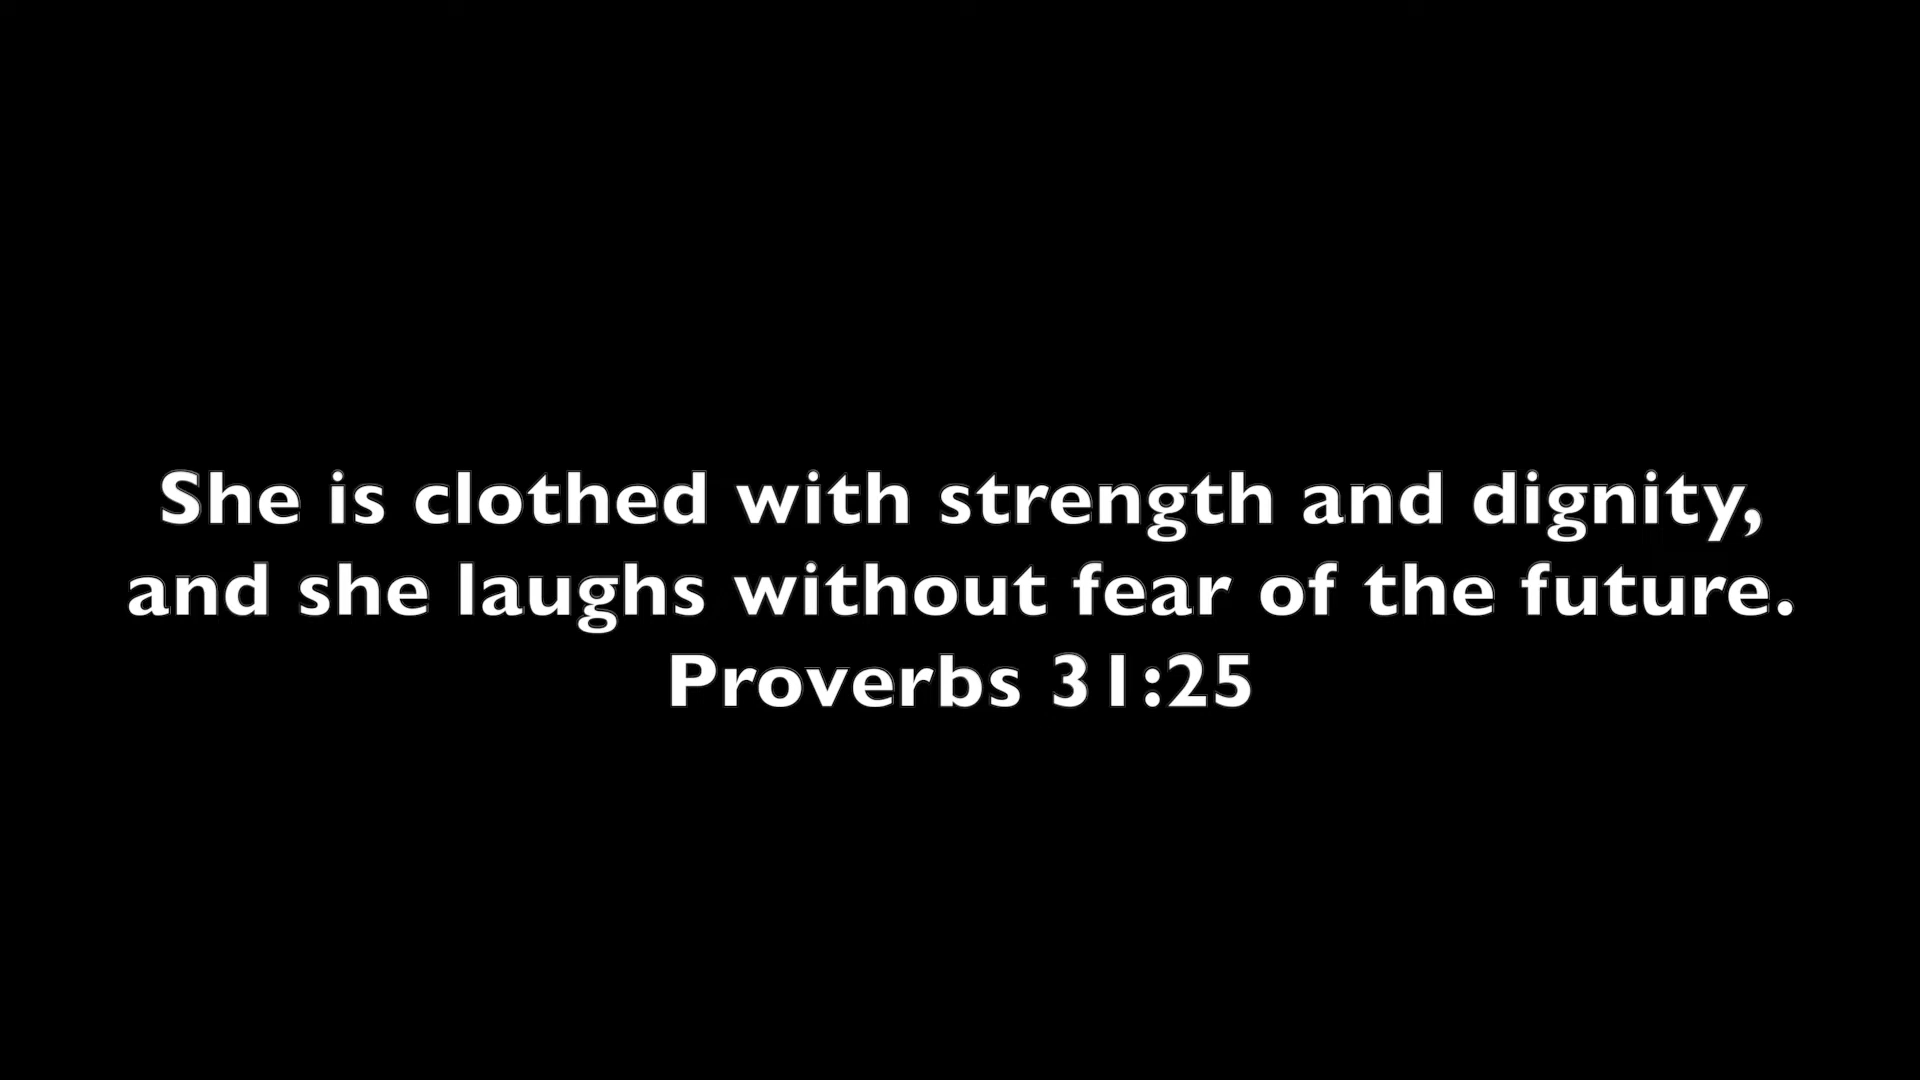 She is clothed with strength and dignity,
and she laughs without fear of the future.
Proverbs 31:25